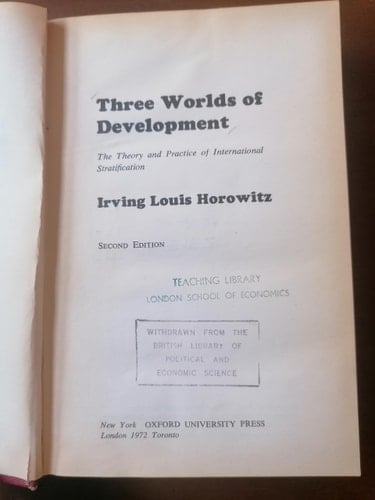 Three Worlds of
Development
The Theory and Practice of International
Stratification
Irving Louis Horowitz
SECOND EDITION
TEACHING LIBRARY
LONDON SCHOOL OF ECONOMICS
WITHDRAWN FROM THE
BRITISH LIBRARY OF
POLITICAL AND
ECONOMIC SCIENCE
New York OXFORD UNIVERSITY PRESS
London 1972 Toronto